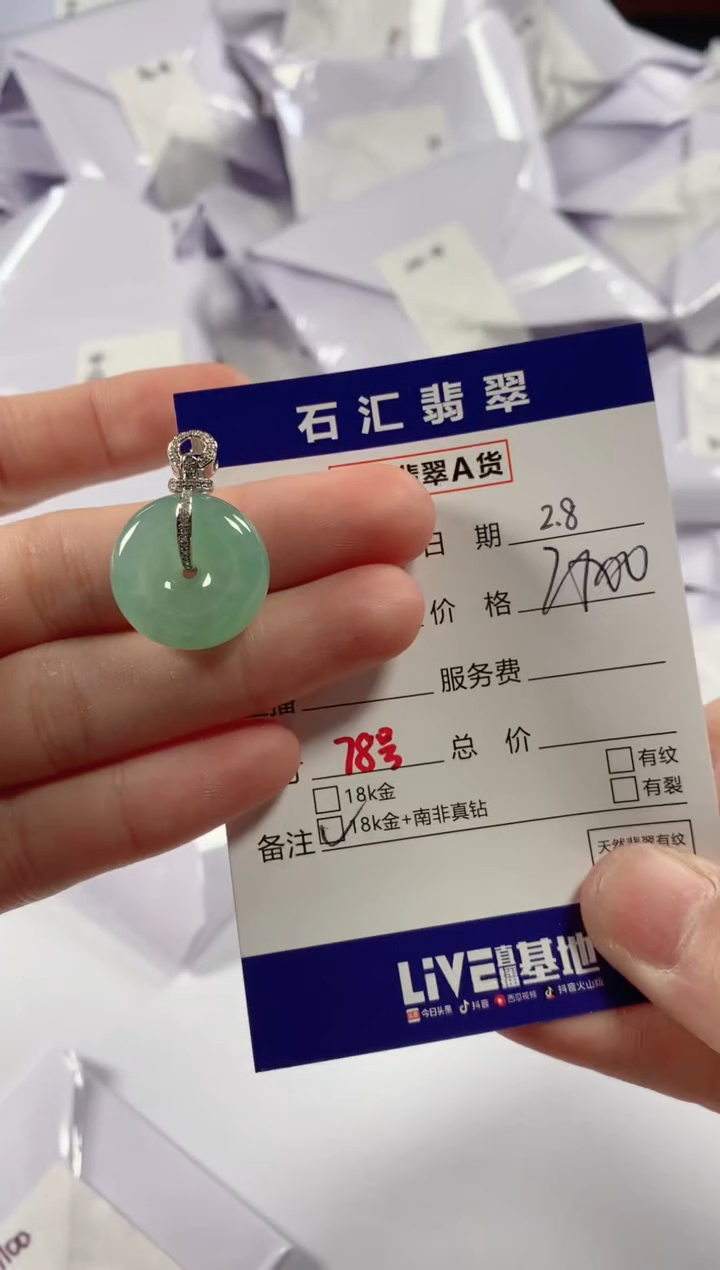 石汇翡翠
翡翠A货
日 期 2.8
价 格
服务费
78号 总 价
18k金 有纹
18k金+南非真钻 有裂
备注
天然翡翠有纹
LiVE直播基地
今日头条 抖音 西瓜视频 抖音火山